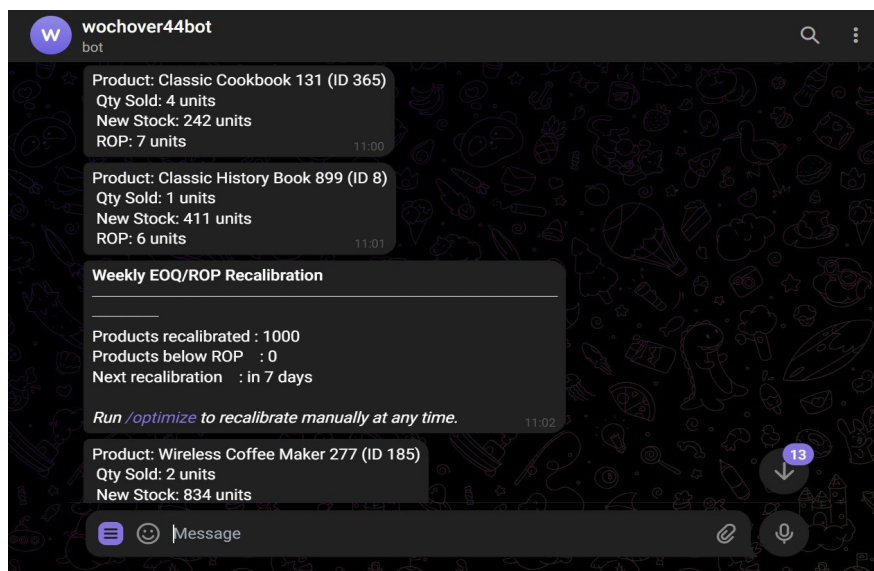 W
wochover44bot
bot
Product: Classic Cookbook 131 (ID 365)
Qty Sold: 4 units
New Stock: 242 units
ROP: 7 units
11:00
Product: Classic History Book 899 (ID 8)
Qty Sold: 1 units
New Stock: 411 units
ROP: 6 units
11:01
Weekly EOQ/ROP Recalibration
Products recalibrated : 1000
Products below ROP : 0
Next recalibration : in 7 days
Run /optimize to recalibrate manually at any time.
11:02
Product: Wireless Coffee Maker 277 (ID 185)
Qty Sold: 2 units
New Stock: 834 units
13
Message